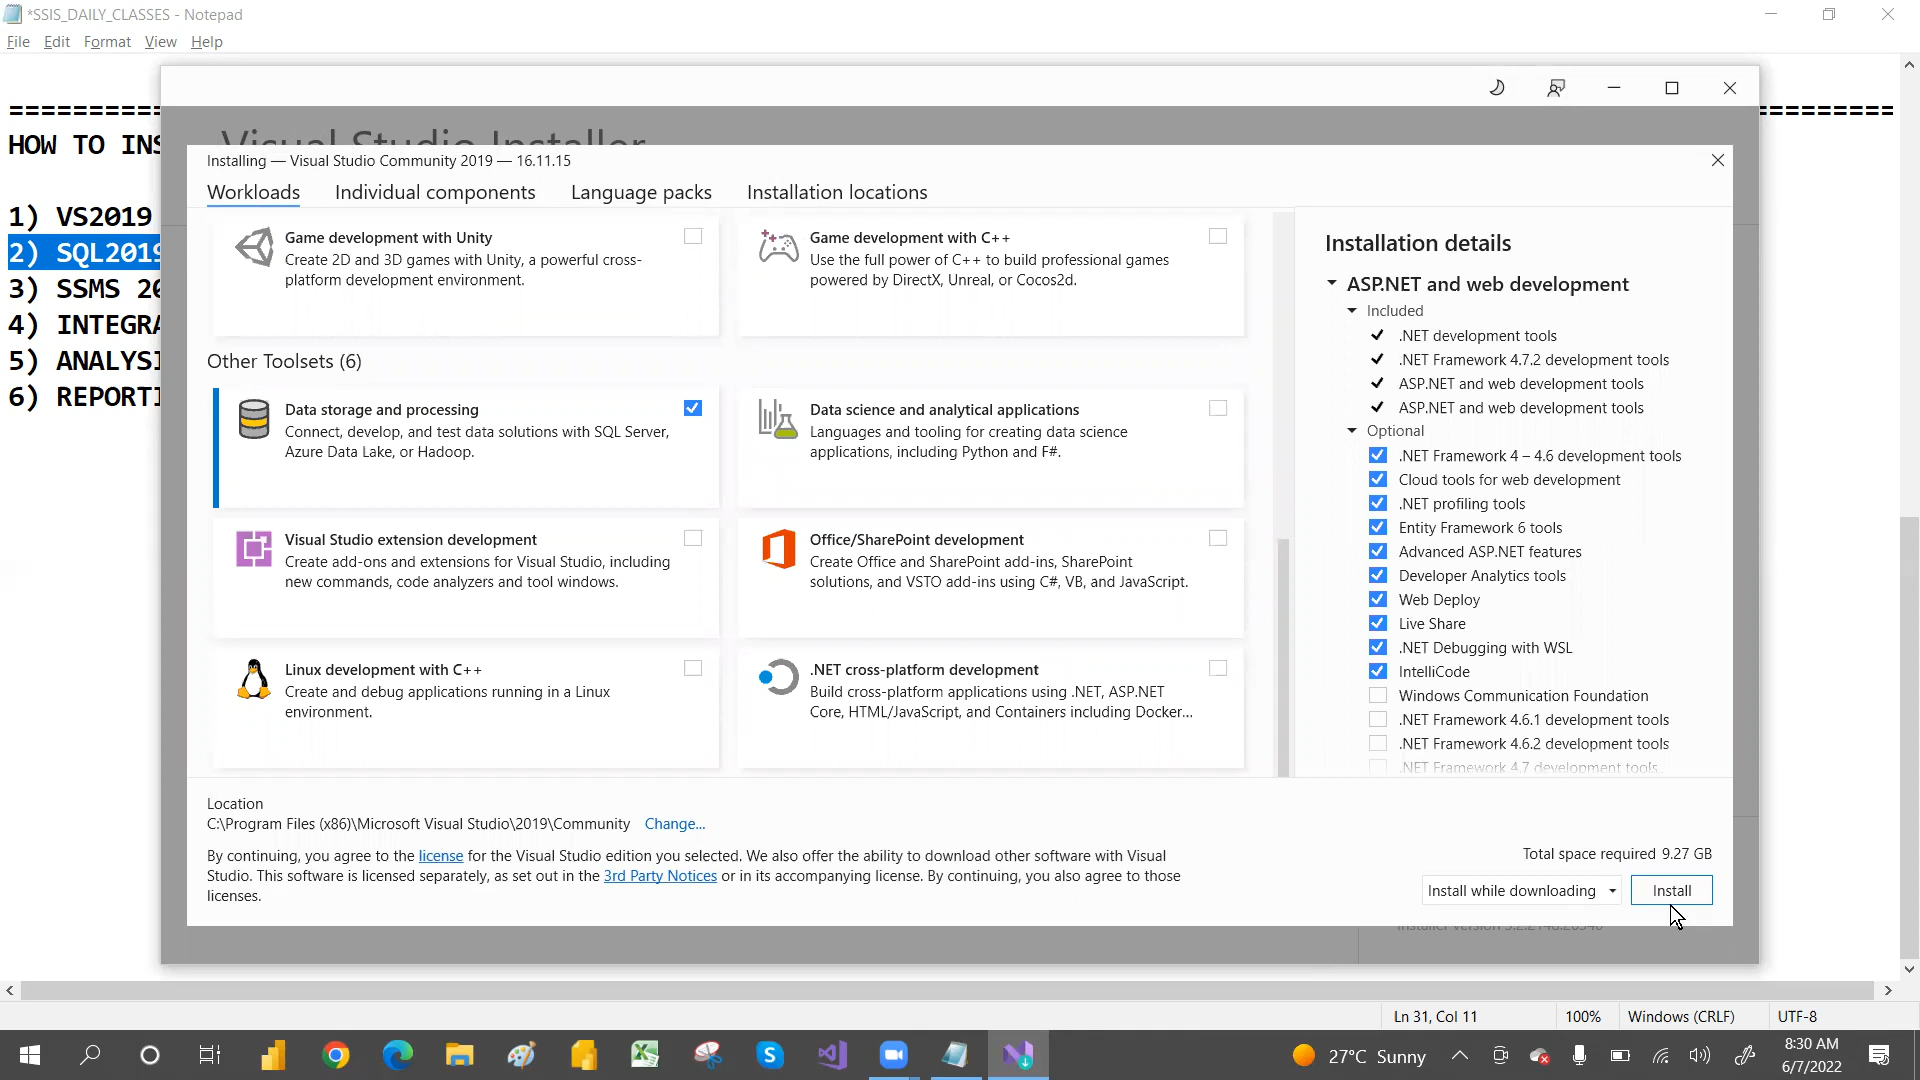 *SSIS_DAILY_CLASSES - Notepad
File Edit Format View Help
HOW TO INS
1) VS2019
2) SQL2019
3) SSMS 20
4) INTEGRA
5) ANALYSI
6) REPORTI
Visual Studio Installer
Installing — Visual Studio Community 2019 — 16.11.15
Workloads Individual components Language packs Installation locations
Game development with Unity
Create 2D and 3D games with Unity, a powerful cross-
platform development environment.
Game development with C++
Use the full power of C++ to build professional games
powered by DirectX, Unreal, or Cocos2d.
Other Toolsets (6)
Data storage and processing
Connect, develop, and test data solutions with SQL Server,
Azure Data Lake, or Hadoop.
Data science and analytical applications
Languages and tooling for creating data science
applications, including Python and F#.
Visual Studio extension development
Create add-ons and extensions for Visual Studio, including
new commands, code analyzers and tool windows.
Office/SharePoint development
Create Office and SharePoint add-ins, SharePoint
solutions, and VSTO add-ins using C#, VB, and JavaScript.
Linux development with C++
Create and debug applications running in a Linux
environment.
.NET cross-platform development
Build cross-platform applications using .NET, ASP.NET
Core, HTML/JavaScript, and Containers including Docker...
Installation details
ASP.NET and web development
Included
.NET development tools
.NET Framework 4.7.2 development tools
ASP.NET and web development tools
ASP.NET and web development tools
Optional
.NET Framework 4 – 4.6 development tools
Cloud tools for web development
.NET profiling tools
Entity Framework 6 tools
Advanced ASP.NET features
Developer Analytics tools
Web Deploy
Live Share
.NET Debugging with WSL
IntelliCode
Windows Communication Foundation
.NET Framework 4.6.1 development tools
.NET Framework 4.6.2 development tools
.NET Framework 4.7 development tools
Location
C:\Program Files (x86)\Microsoft Visual Studio\2019\Community Change...
By continuing, you agree to the license for the Visual Studio edition you selected. We also offer the ability to download other software with Visual
Studio. This software is licensed separately, as set out in the 3rd Party Notices or in its accompanying license. By continuing, you also agree to those
licenses.
Total space required 9.27 GB
Install while downloading Install
Ln 31, Col 11 100% Windows (CRLF) UTF-8
27°C Sunny
8:30 AM
6/7/2022